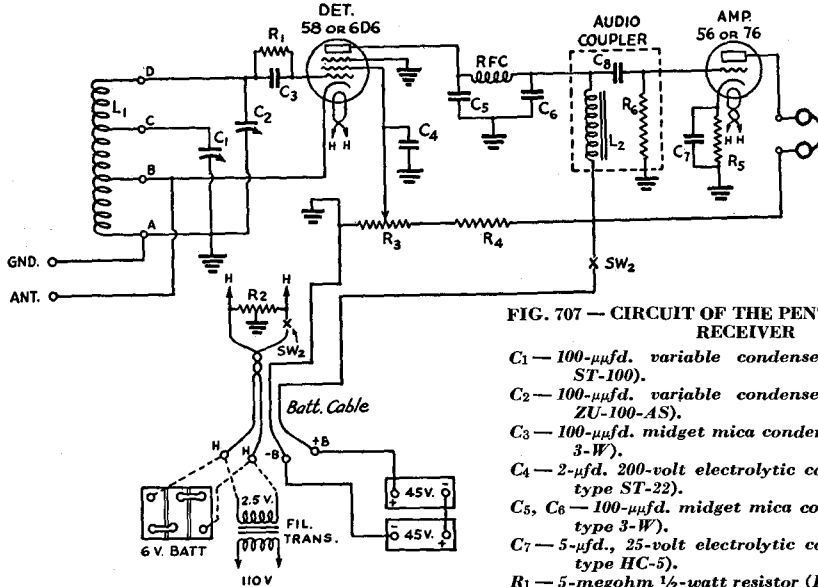 DET.
58 OR 6D6
AUDIO
COUPLER
AMP.
56 OR 76
R1
C3
D
L1
C
C1
C2
B
A
H H
C4
RFC
C5
C6
C8
R6
L2
C7
H H
R5
GND.
ANT.
R3
R4
SW2
H
R2
H
SW2
Batt. Cable
H
H
-B
+B
2.5 V.
FIL.
TRANS.
6 V. BATT
110 V
45 V.
+ -
- 45 V. +
FIG. 707 — CIRCUIT OF THE PEN
RECEIVER
C1 — 100-μμfd. variable condense
ST-100).
C2 — 100-μμfd. variable condense
ZU-100-AS).
C3 — 100-μμfd. midget mica conden
3-W).
C4 — 2-μfd. 200-volt electrolytic co
type ST-22).
C5, C6 — 100-μμfd. midget mica co
type 3-W).
C7 — 5-μfd., 25-volt electrolytic co
type HC-5).
R1 — 5-megohm ½-watt resistor (I